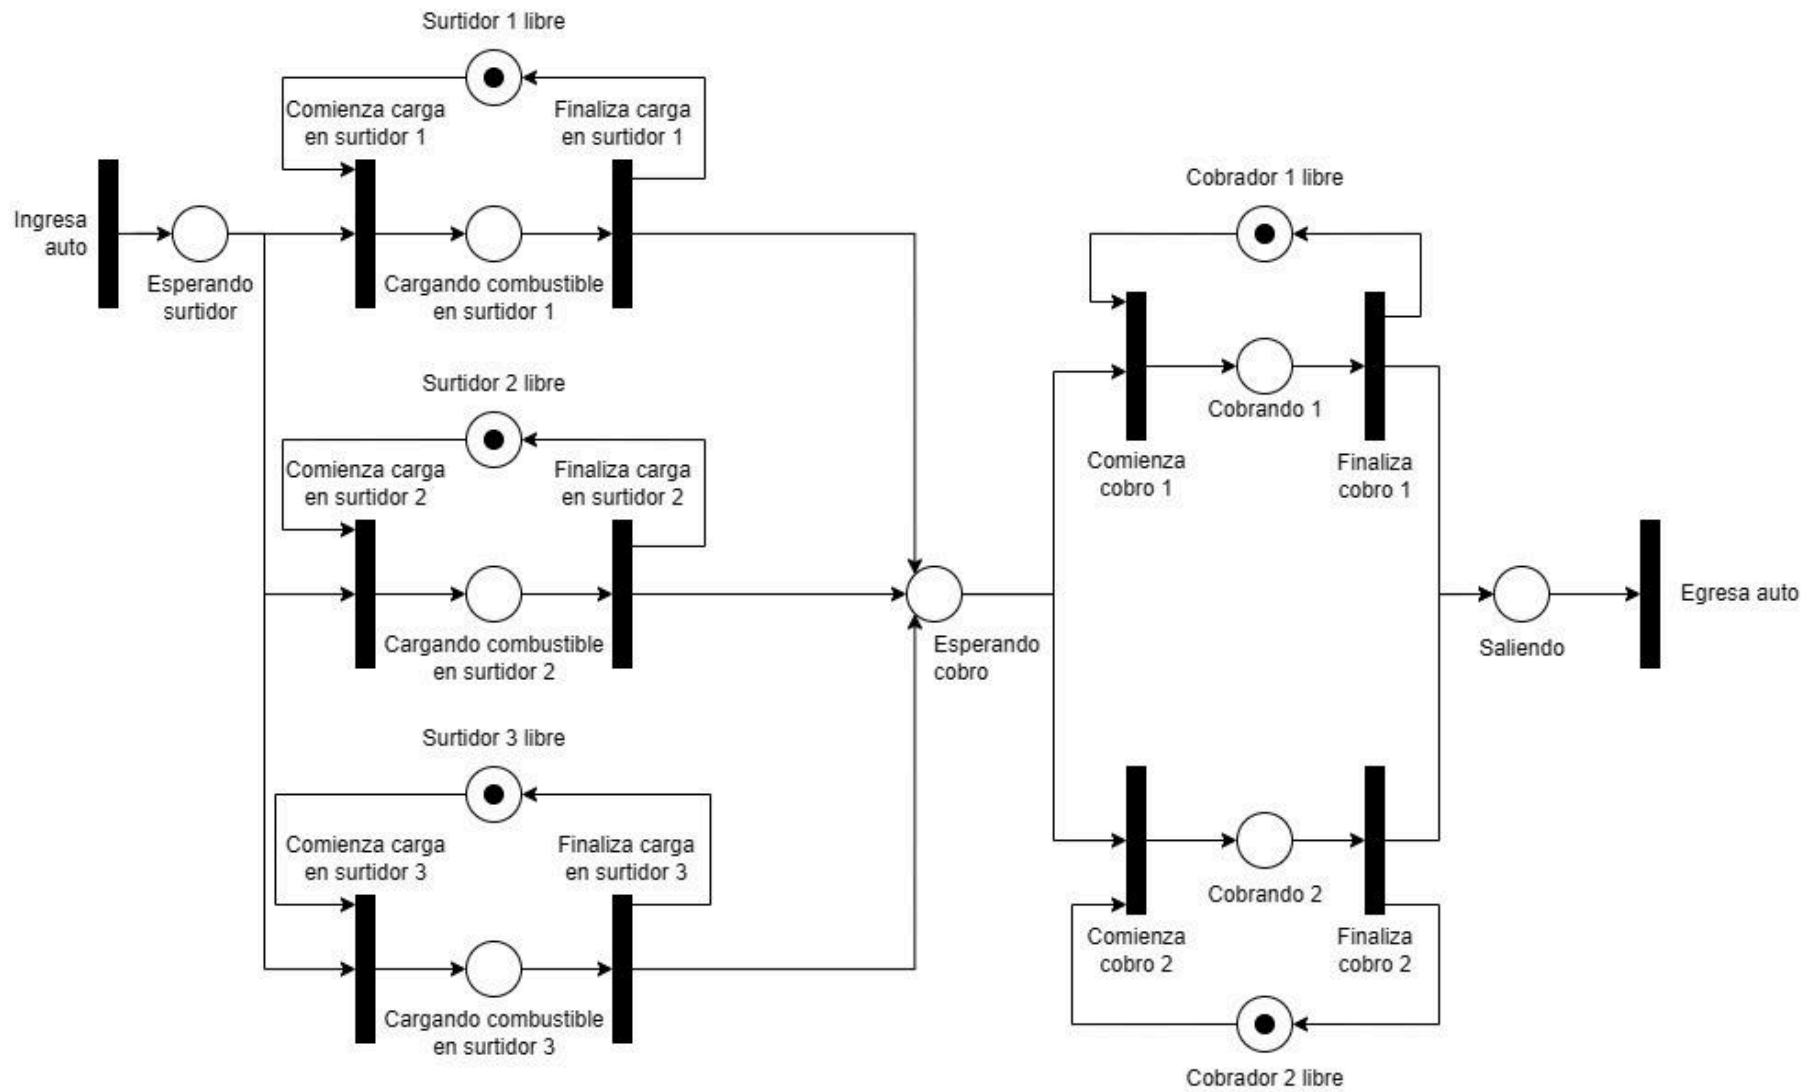 Surtidor 1 libre
Comienza carga
en surtidor 1
Finaliza carga
en surtidor 1
Ingresa
auto
Esperando
surtidor
Cargando combustible
en surtidor 1
Surtidor 2 libre
Comienza carga
en surtidor 2
Finaliza carga
en surtidor 2
Cargando combustible
en surtidor 2
Surtidor 3 libre
Comienza carga
en surtidor 3
Finaliza carga
en surtidor 3
Cargando combustible
en surtidor 3
Esperando
cobro
Cobrador 1 libre
Cobrando 1
Comienza
cobro 1
Finaliza
cobro 1
Saliendo
Egresa auto
Cobrando 2
Comienza
cobro 2
Finaliza
cobro 2
Cobrador 2 libre